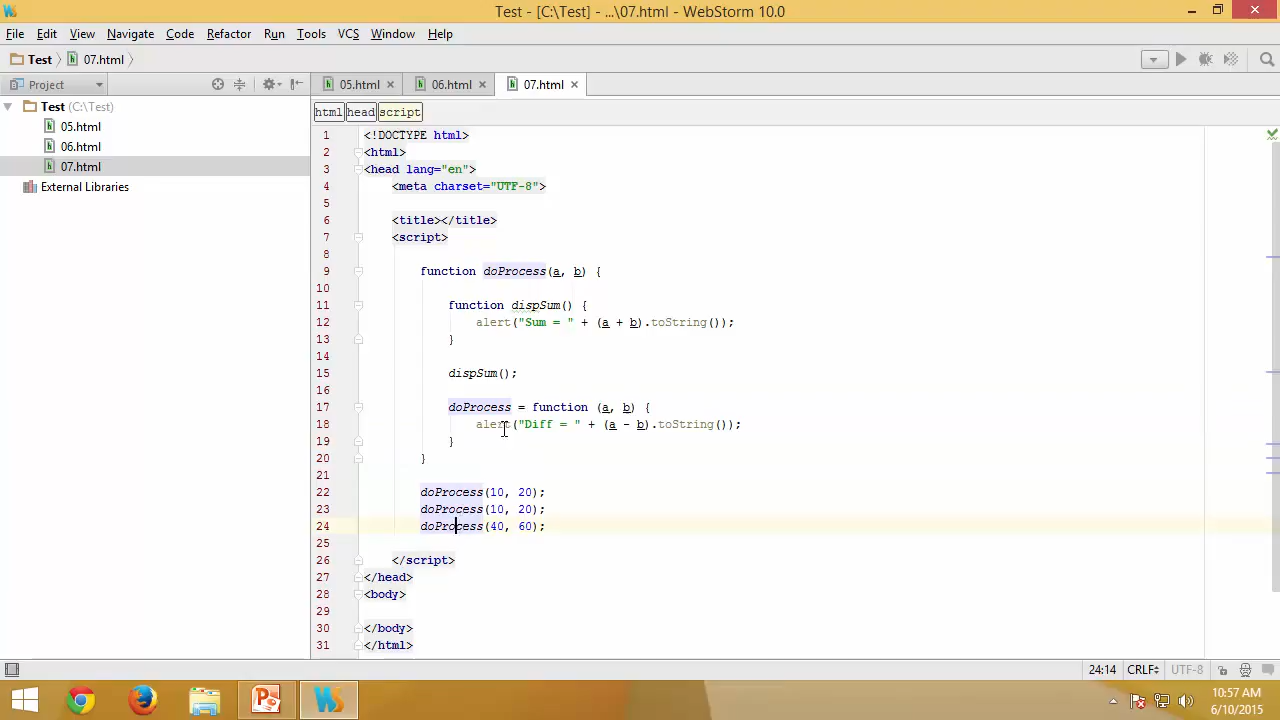 Test - [C:\Test] - ...\07.html - WebStorm 10.0
File Edit View Navigate Code Refactor Run Tools VCS Window Help
Test 07.html
Project
05.html 06.html 07.html
Test (C:\Test)
05.html
06.html
07.html
External Libraries
html head script
1 <!DOCTYPE html>
2 <html>
3 <head lang="en">
4 <meta charset="UTF-8">
5
6 <title></title>
7 <script>
8
9 function doProcess(a, b) {
10
11 function dispSum() {
12 alert("Sum = " + (a + b).toString());
13 }
14
15 dispSum();
16
17 doProcess = function (a, b) {
18 alert("Diff = " + (a - b).toString());
19 }
20 }
21
22 doProcess(10, 20);
23 doProcess(10, 20);
24 doProcess(40, 60);
25
26 </script>
27 </head>
28 <body>
29
30 </body>
31 </html>
24:14 CRLF UTF-8
10:57 AM
6/10/2015